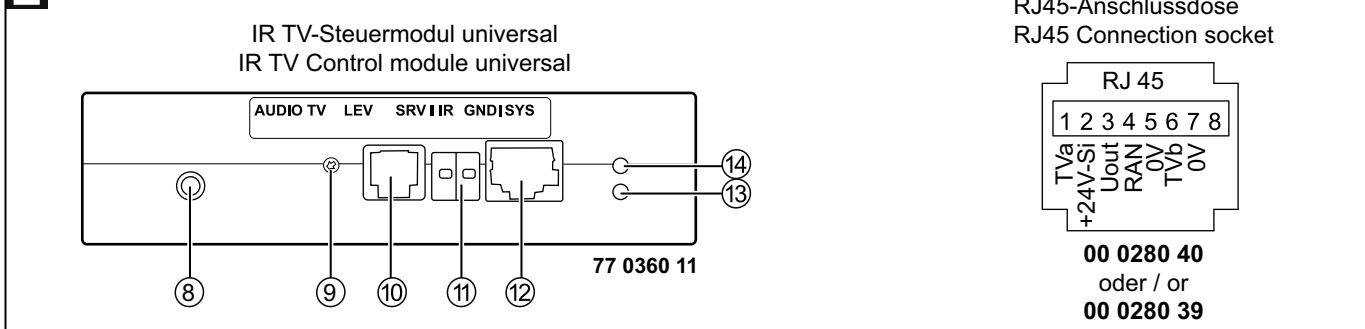 IR TV-Steuermodul universal
IR TV Control module universal
AUDIO TV LEV SRV I IR GND I SYS
14
13
8 9 10 11 12
77 0360 11
RJ45-Anschlussdose
RJ45 Connection socket
RJ 45
1 2 3 4 5 6 7 8
TVa
+24V-Si
Uout
RAN
0V
TVb
0V
00 0280 40
oder / or
00 0280 39